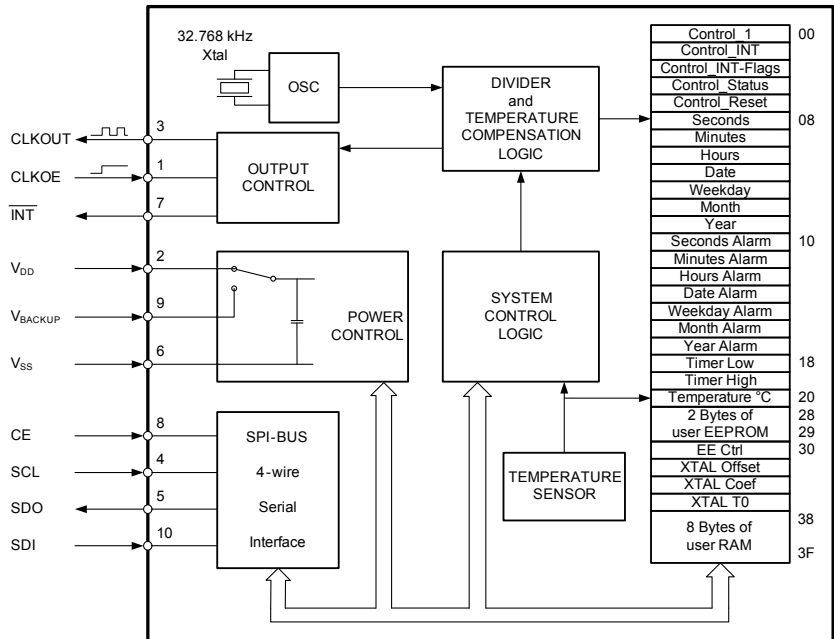 32.768 kHz
Xtal
OSC
DIVIDER
and
TEMPERATURE
COMPENSATION
LOGIC
CLKOUT
3
CLKOE
1
INT
7
OUTPUT
CONTROL
VDD
2
VBACKUP
9
VSS
6
POWER
CONTROL
SYSTEM
CONTROL
LOGIC
CE
8
SCL
4
SDO
5
SDI
10
SPI-BUS
4-wire
Serial
Interface
TEMPERATURE
SENSOR
Control_1 00
Control_INT
Control_INT-Flags
Control_Status
Control_Reset
Seconds 08
Minutes
Hours
Date
Weekday
Month
Year
Seconds Alarm 10
Minutes Alarm
Hours Alarm
Date Alarm
Weekday Alarm
Month Alarm
Year Alarm
Timer Low 18
Timer High
Temperature °C 20
2 Bytes of 28
user EEPROM 29
EE Ctrl 30
XTAL Offset
XTAL Coef
XTAL T0
38
8 Bytes of
user RAM
3F